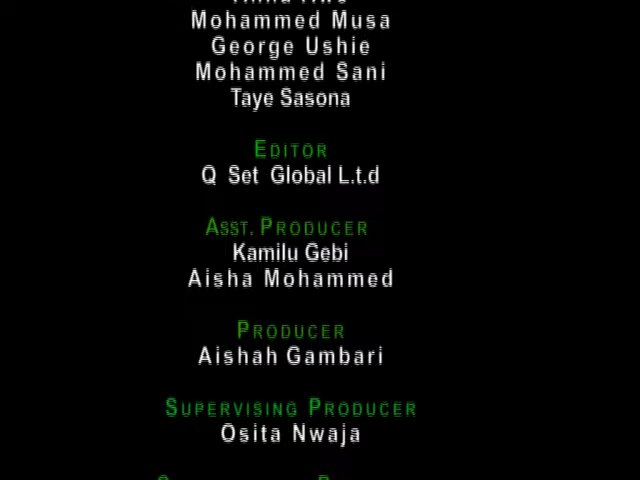 Mohammed Musa
George Ushie
Mohammed Sani
Taye Sasona
EDITOR
Q Set Global L.t.d
ASST. PRODUCER
Kamilu Gebi
Aisha Mohammed
PRODUCER
Aishah Gambari
SUPERVISING PRODUCER
Osita Nwaja